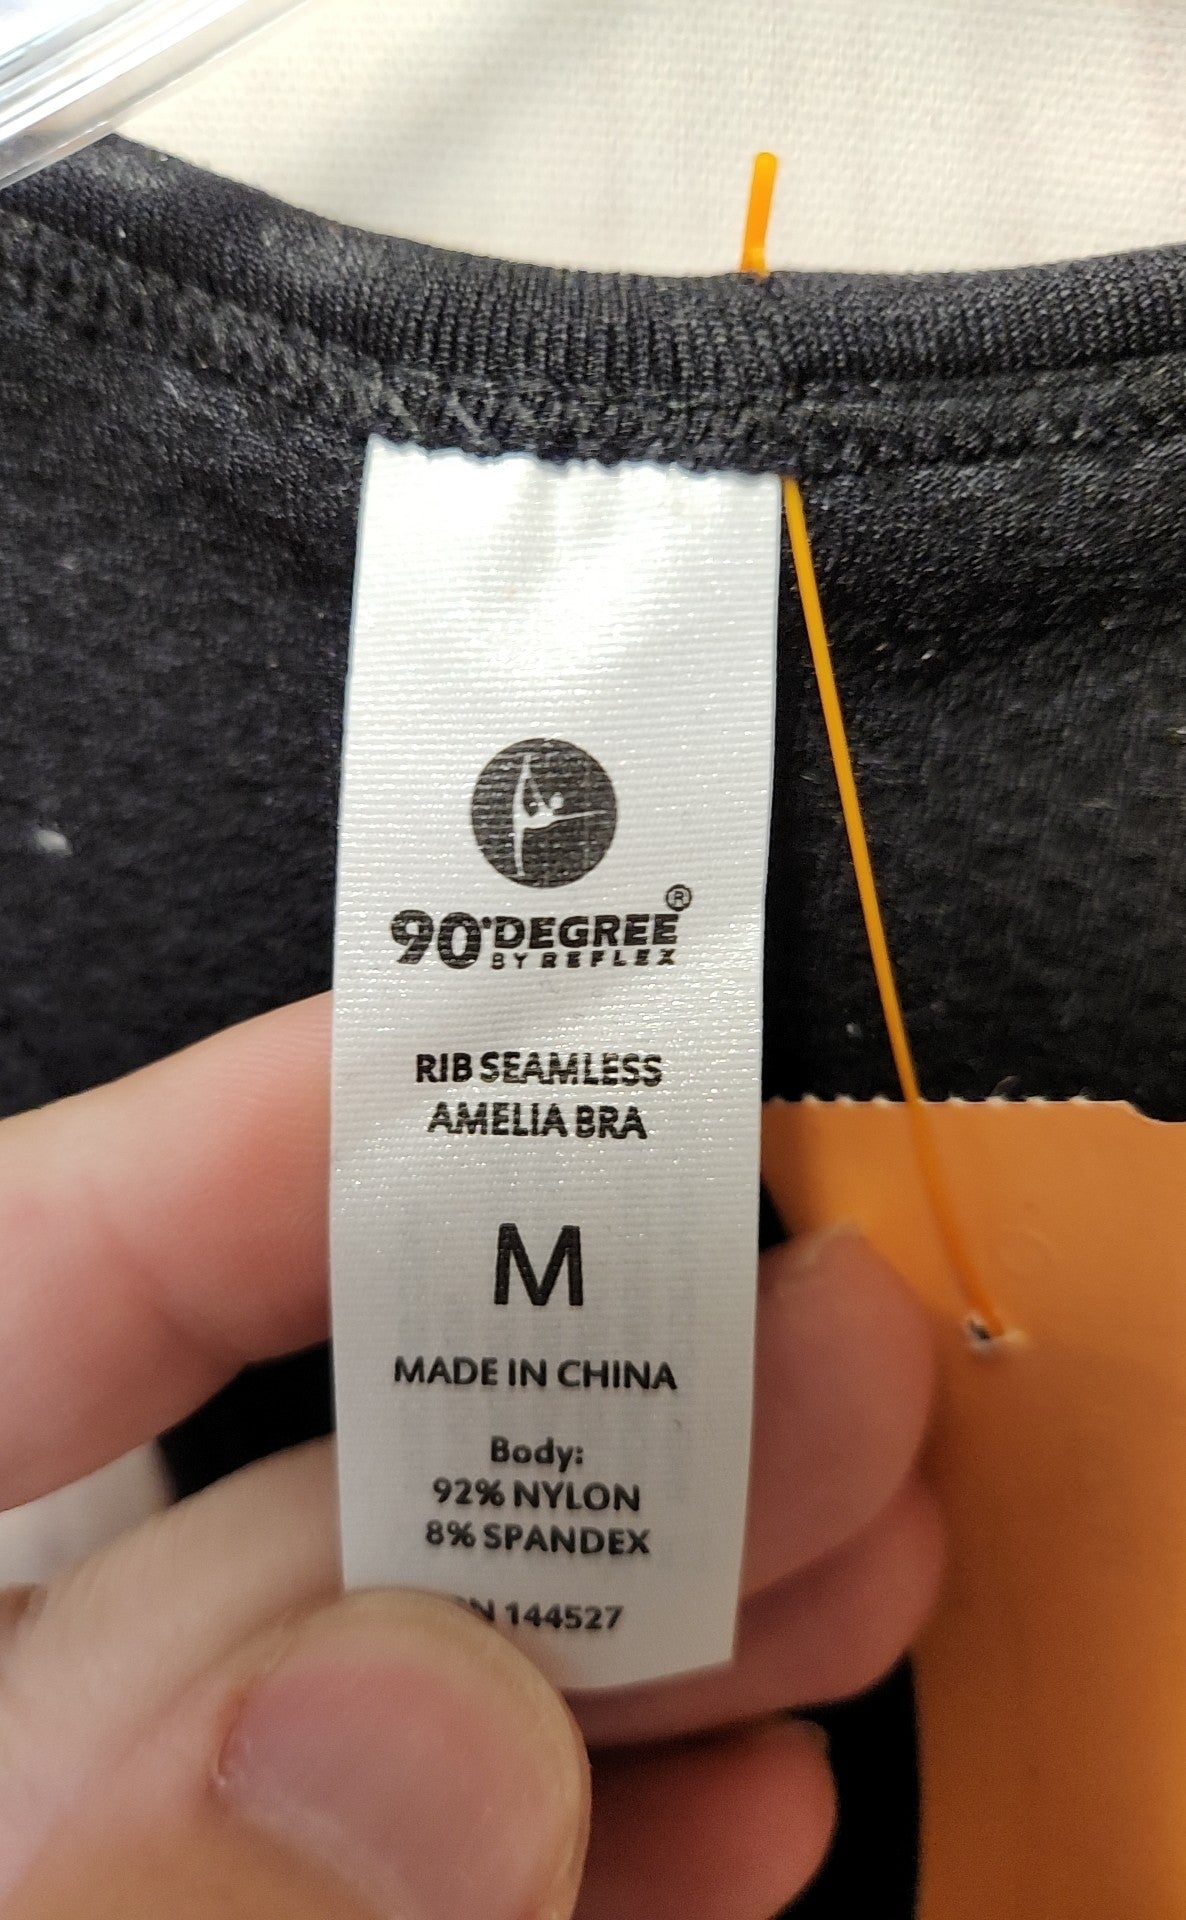 90°DEGREE®
BY REFLEX
RIB SEAMLESS
AMELIA BRA
M
MADE IN CHINA
Body:
92% NYLON
8% SPANDEX
144527